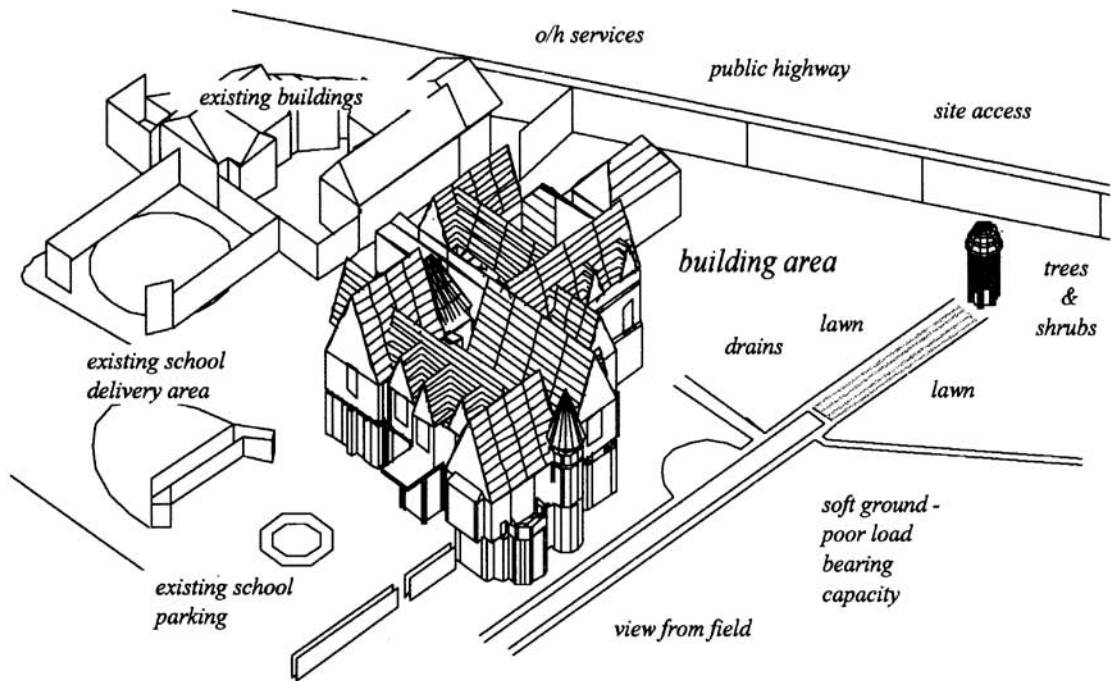 o/h services
public highway
existing buildings
site access
building area
trees
&
shrubs
lawn
drains
existing school
delivery area
lawn
soft ground -
poor load
bearing
capacity
existing school
parking
view from field